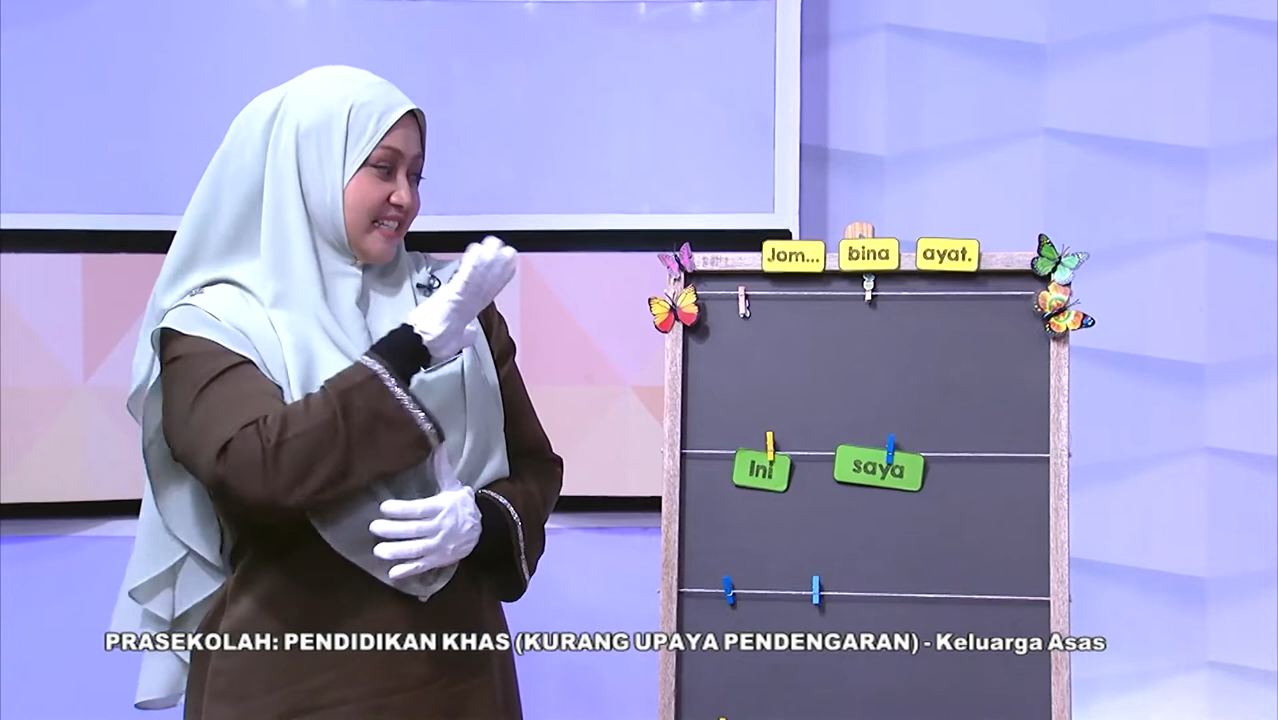 Jom... bina ayat.
Ini saya
PRASEKOLAH: PENDIDIKAN KHAS (KURANG UPAYA PENDENGARAN) - Keluarga Asas